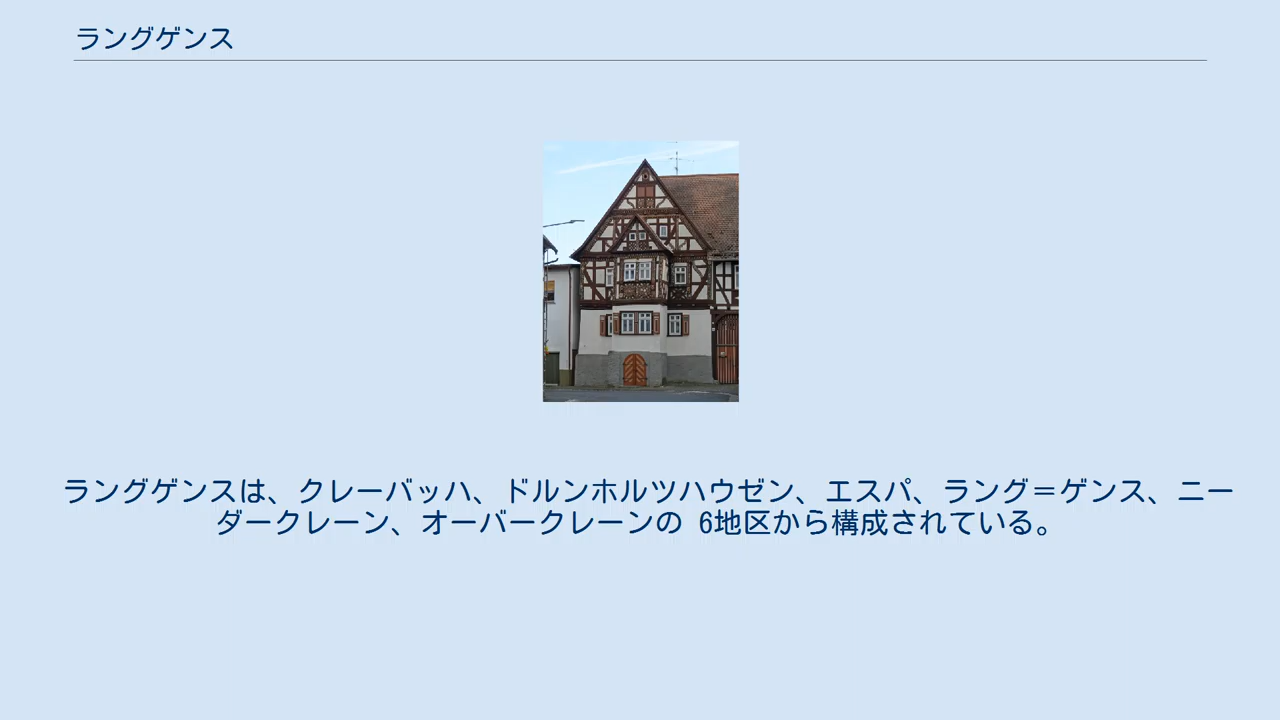 ラングゲンス
ラングゲンスは、クレーバッハ、ドルンホルツハウゼン、エスパ、ラング＝ゲンス、ニー
ダークレーン、オーバークレーンの 6地区から構成されている。